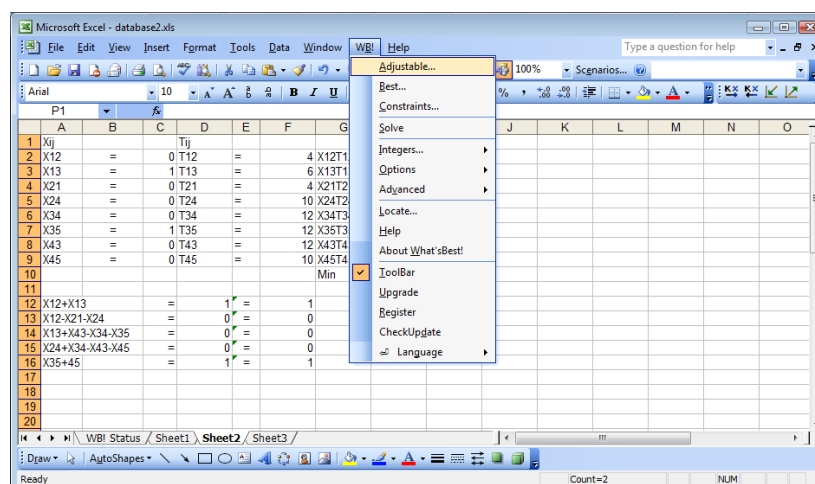 Microsoft Excel - database2.xls
File Edit View Insert Format Tools Data Window WB! Help Type a question for help
100% Scenarios...
Arial 10 B I U % ,
P1 fx
A B C D E F G J K L M N O
1 Xij Tij
2 X12 = 0 T12 = 4 X12T1
3 X13 = 1 T13 = 6 X13T1
4 X21 = 0 T21 = 4 X21T2
5 X24 = 0 T24 = 10 X24T2
6 X34 = 0 T34 = 12 X34T3
7 X35 = 1 T35 = 12 X35T3
8 X43 = 0 T43 = 12 X43T4
9 X45 = 0 T45 = 10 X45T4
10 Min
11
12 X12+X13 = 1 = 1
13 X12-X21-X24 = 0 = 0
14 X13+X43-X34-X35 = 0 = 0
15 X24+X34-X43-X45 = 0 = 0
16 X35+45 = 1 = 1
17
18
19
20
Adjustable...
Best...
Constraints...
Solve
Integers...
Options
Advanced
Locate...
Help
About What'sBest!
ToolBar
Upgrade
Register
CheckUpdate
Language
WB! Status Sheet1 Sheet2 Sheet3
Draw AutoShapes
Ready Count=2 NUM